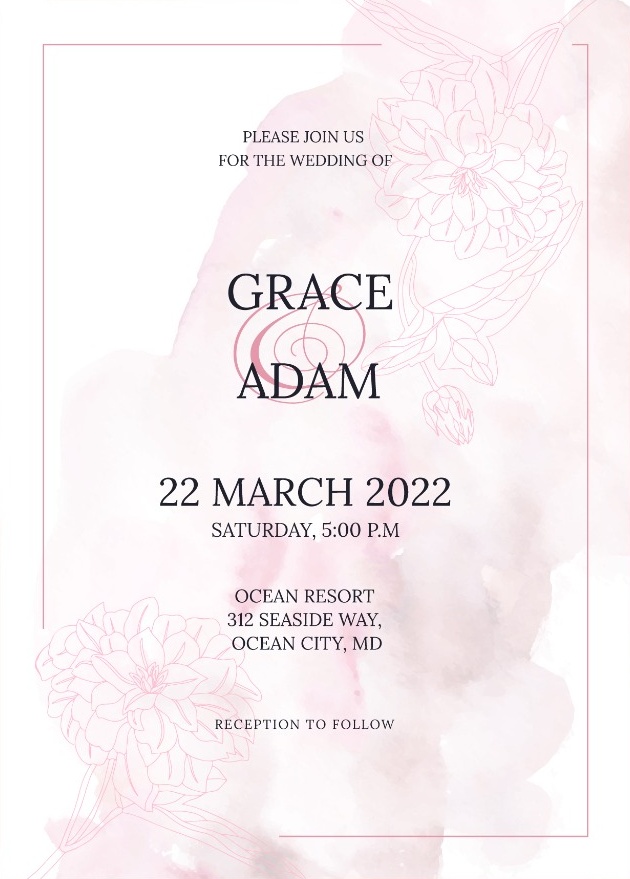 PLEASE JOIN US
FOR THE WEDDING OF
GRACE
&
ADAM
22 MARCH 2022
SATURDAY, 5:00 P.M
OCEAN RESORT
312 SEASIDE WAY,
OCEAN CITY, MD
RECEPTION TO FOLLOW